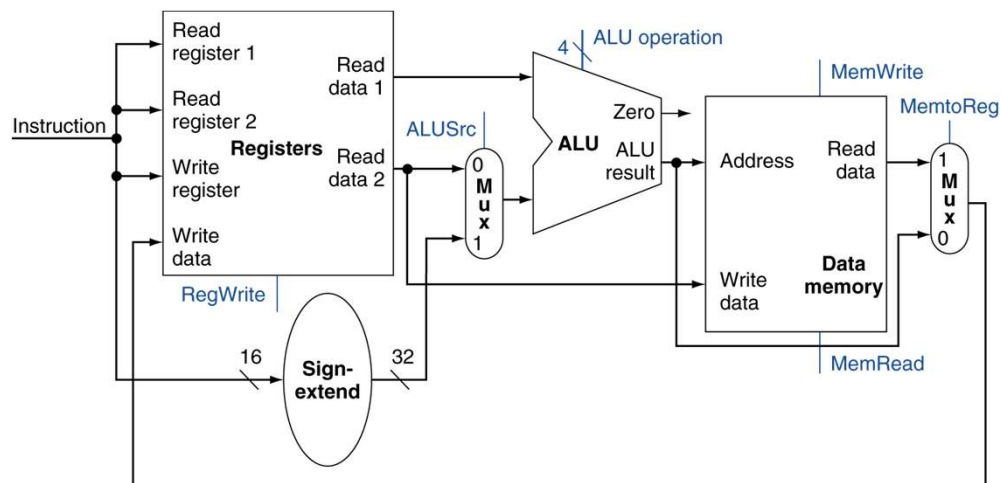 Instruction
Read
register 1
Read
register 2
Write
register
Write
data
Registers
Read
data 1
Read
data 2
RegWrite
16
Sign-
extend
32
ALUSrc
0
M
u
x
1
4
ALU operation
Zero
ALU
ALU
result
MemWrite
Address
Read
data
Write
data
Data
memory
MemRead
MemtoReg
1
M
u
x
0